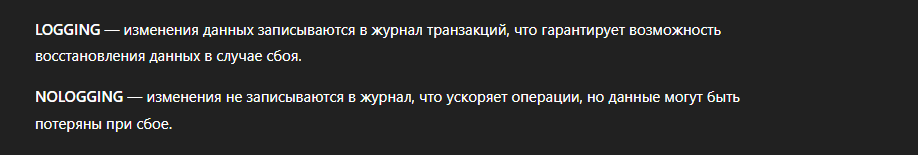 LOGGING — изменения данных записываются в журнал транзакций, что гарантирует возможность
восстановления данных в случае сбоя.
NOLOGGING — изменения не записываются в журнал, что ускоряет операции, но данные могут быть
потеряны при сбое.